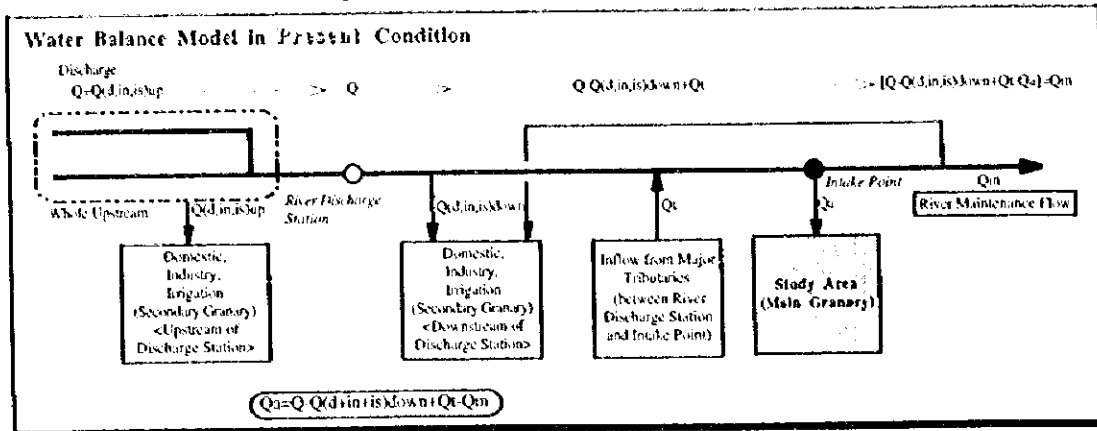 Water Balance Model in Present Condition
Discharge
Q=Q(d,in,is)up
Q
Q-Q(d,in,is)down+Qt
[Q-Q(d,in,is)down+Qt-Qa]=Qm
Intake Point
Qm
River Maintenance Flow
Whole Upstream
Q(d,in,is)up
River Discharge
Station
Q(d,in,is)down
Qt
Qa
Domestic,
Industry,
Irrigation
(Secondary Granary)
<Upstream of
Discharge Station>
Domestic,
Industry,
Irrigation
(Secondary Granary)
<Downstream of
Discharge Station>
Inflow from Major
Tributaries
(between River
Discharge Station
and Intake Point)
Study Area
(Main Granary)
Qa=Q-Q(d+in+is)down+Qt-Qm